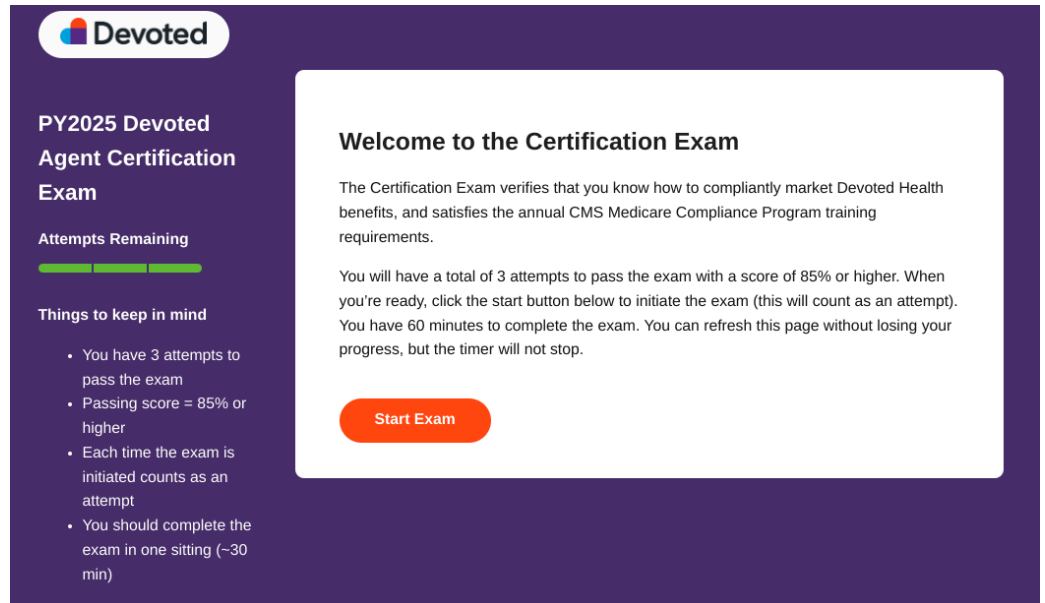 Devoted
PY2025 Devoted
Agent Certification
Exam
Attempts Remaining
Things to keep in mind
• You have 3 attempts to
pass the exam
• Passing score = 85% or
higher
• Each time the exam is
initiated counts as an
attempt
• You should complete the
exam in one sitting (~30
min)
Welcome to the Certification Exam
The Certification Exam verifies that you know how to compliantly market Devoted Health
benefits, and satisfies the annual CMS Medicare Compliance Program training
requirements.
You will have a total of 3 attempts to pass the exam with a score of 85% or higher. When
you’re ready, click the start button below to initiate the exam (this will count as an attempt).
You have 60 minutes to complete the exam. You can refresh this page without losing your
progress, but the timer will not stop.
Start Exam